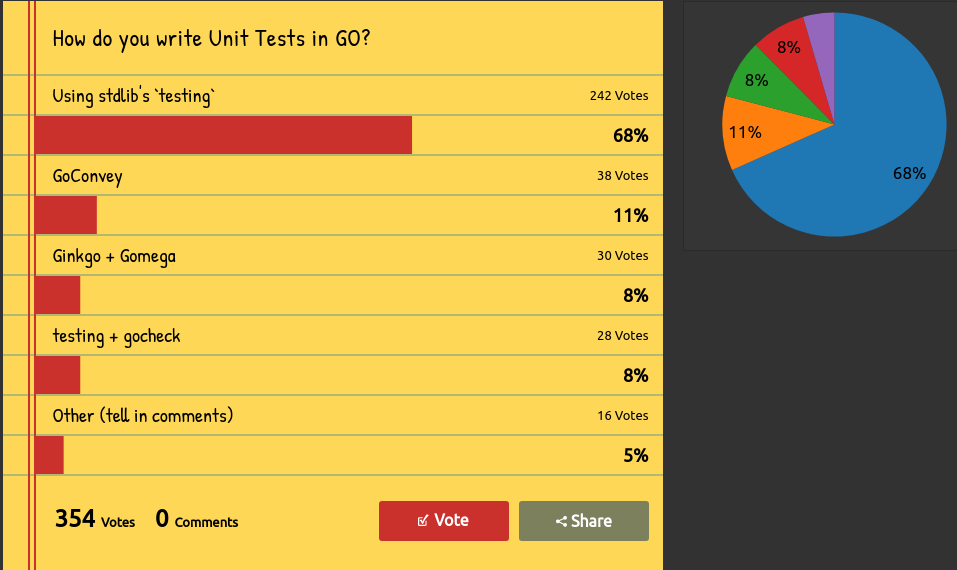 How do you write Unit Tests in GO?
Using stdlib's `testing`
242 Votes
68%
GoConvey
38 Votes
11%
Ginkgo + Gomega
30 Votes
8%
testing + gocheck
28 Votes
8%
Other (tell in comments)
16 Votes
5%
354 Votes 0 Comments
Vote
Share
8%
8%
11%
68%